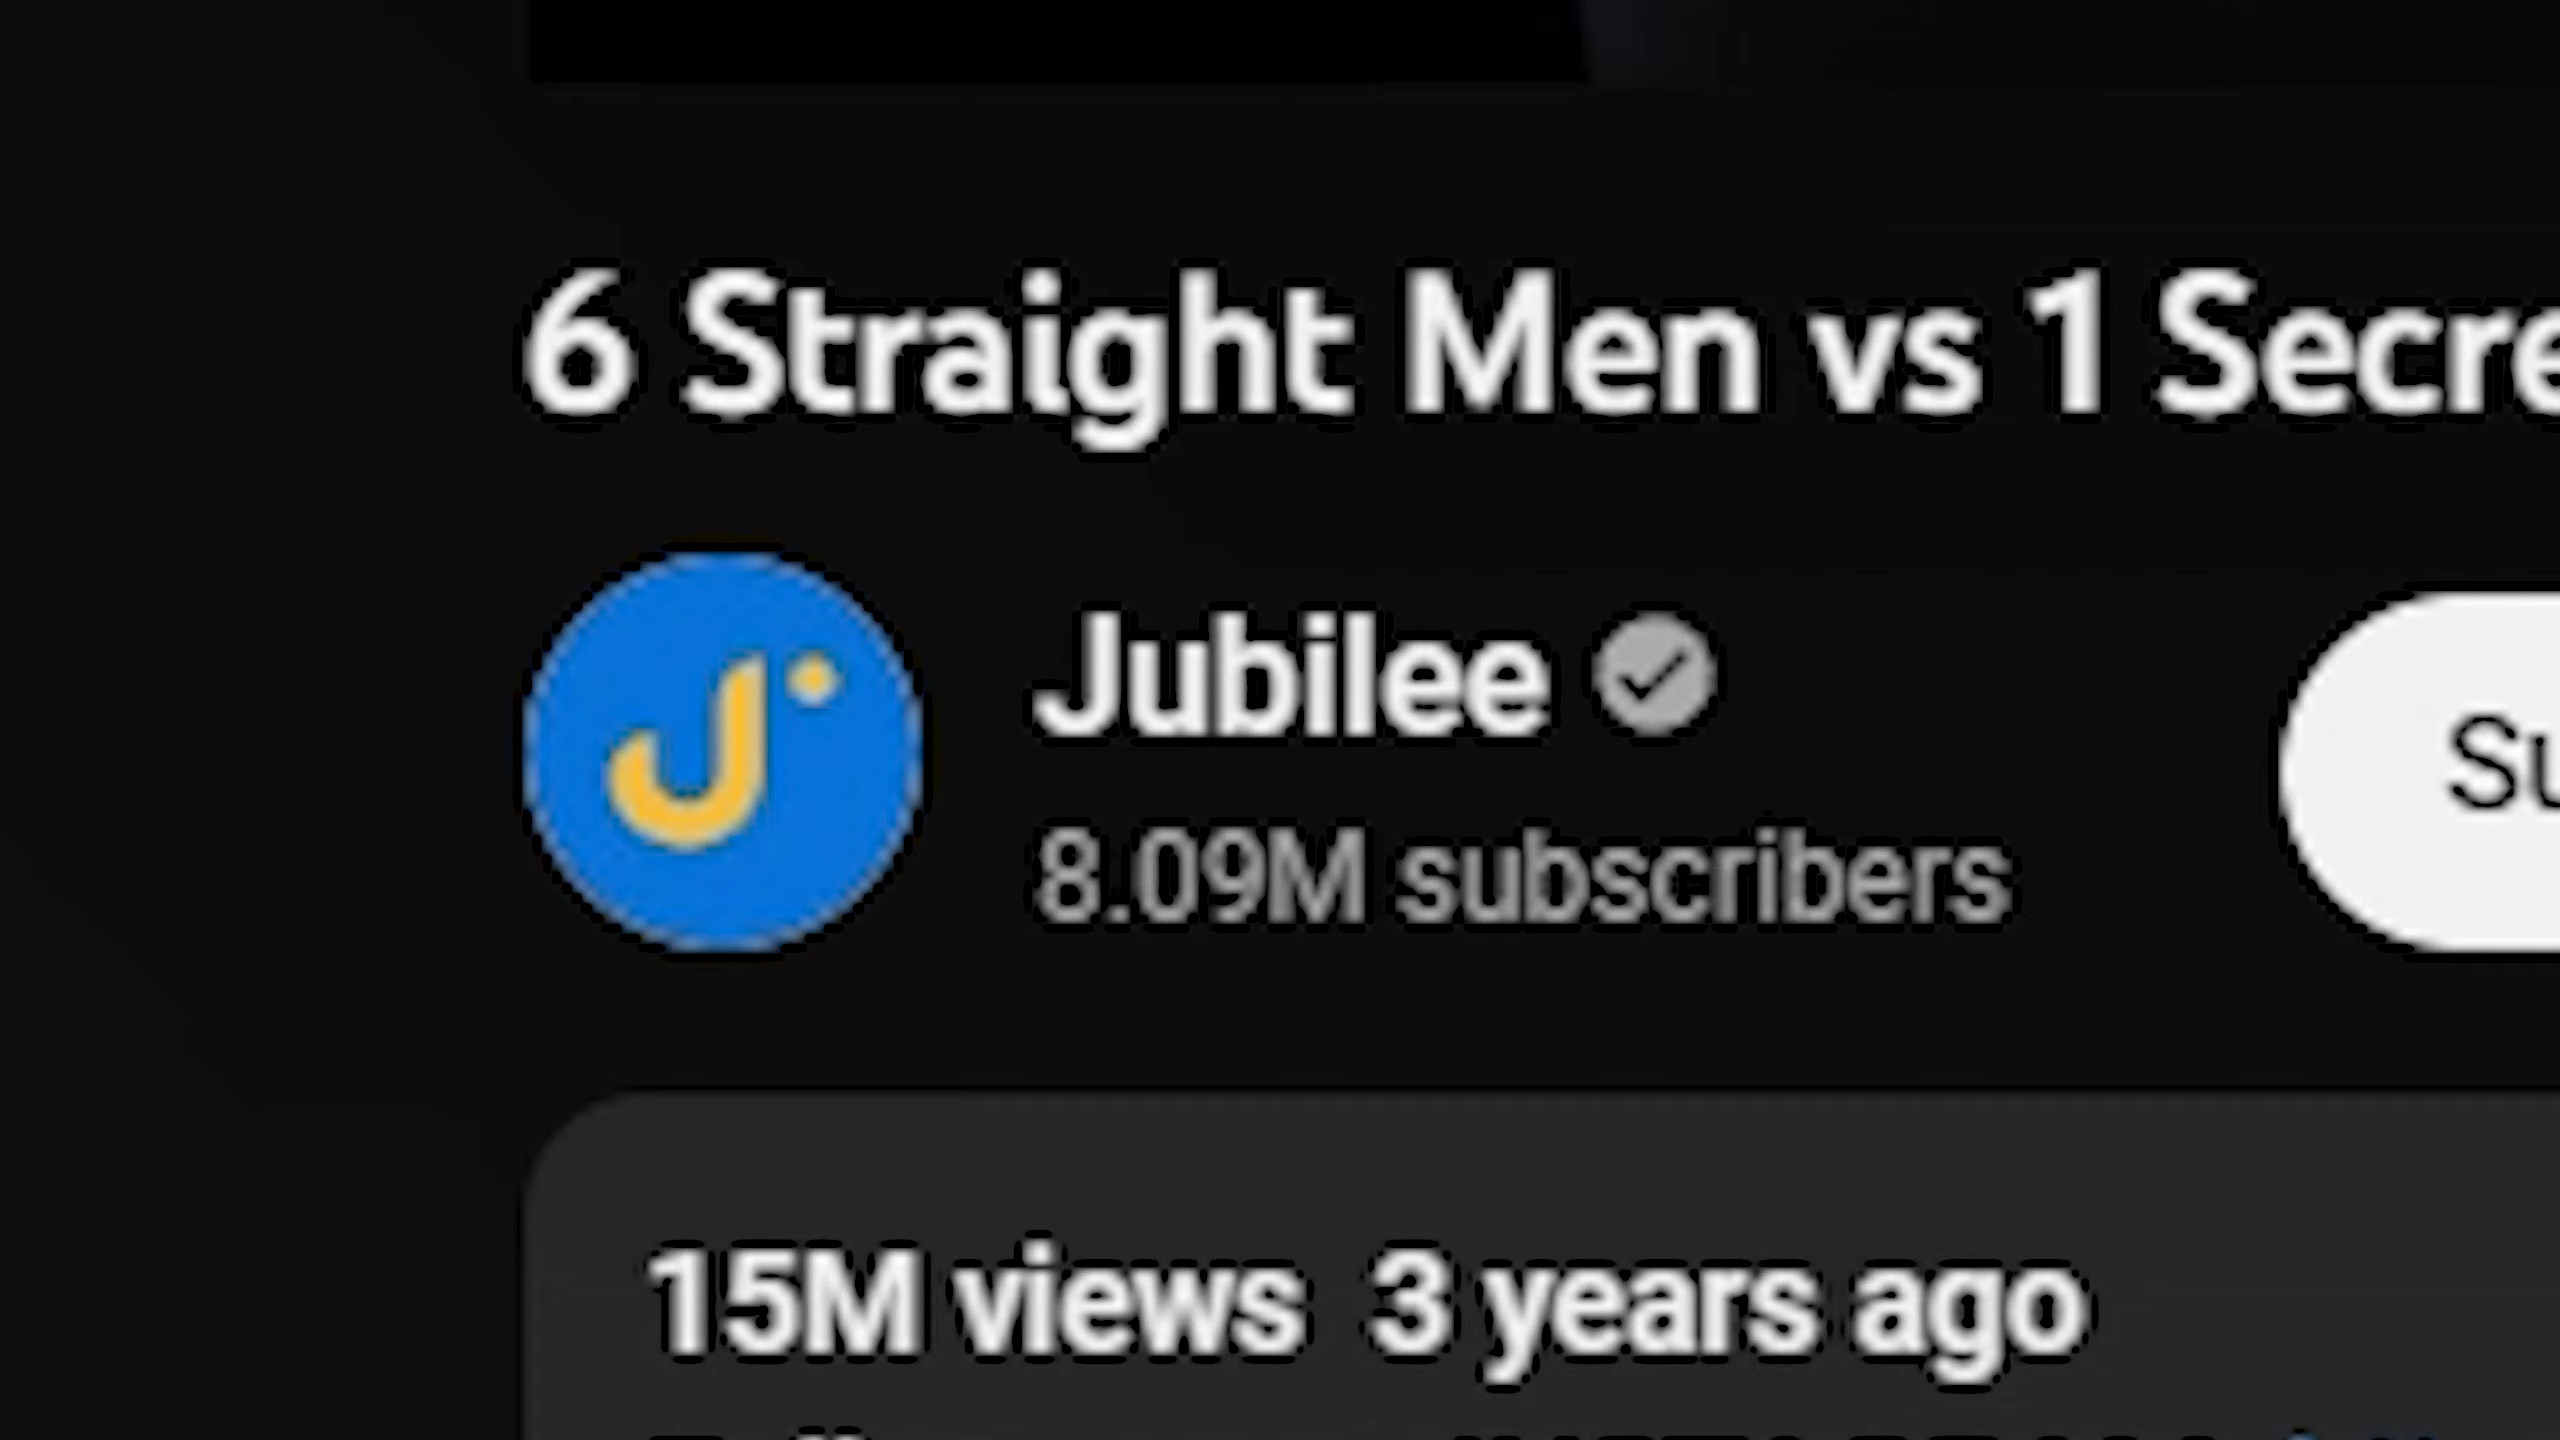 6 Straight Men vs 1 Secre
Jubilee
8.09M subscribers
Su
15M views 3 years ago